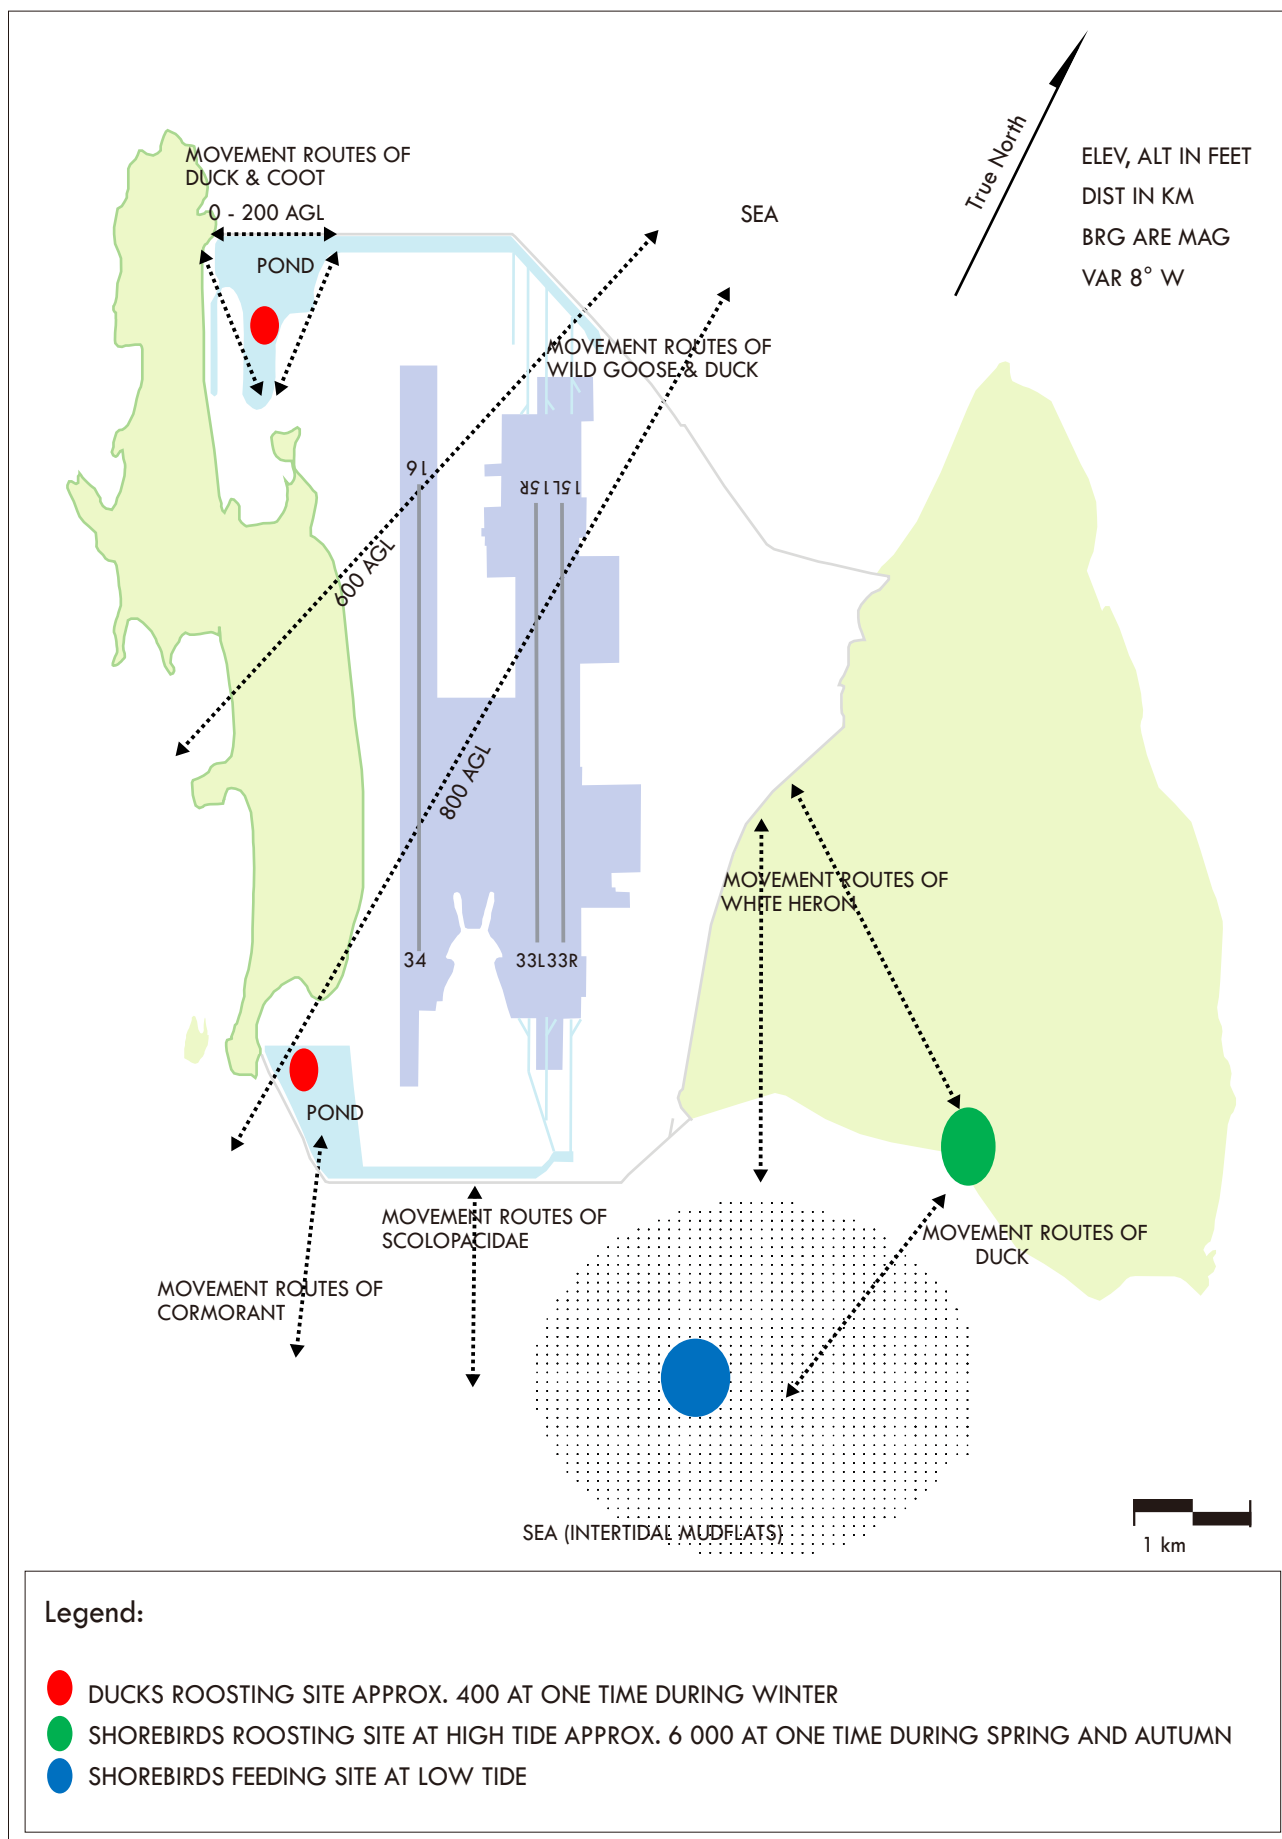 True North
ELEV, ALT IN FEET
DIST IN KM
BRG ARE MAG
VAR 8° W
MOVEMENT ROUTES OF
DUCK & COOT
0 - 200 AGL
POND
SEA
MOVEMENT ROUTES OF
WILD GOOSE & DUCK
16
15R
15L
600 AGL
800 AGL
MOVEMENT ROUTES OF
WHITE HERON
34
33L
33R
POND
MOVEMENT ROUTES OF
SCOLOPACIDAE
MOVEMENT ROUTES OF
DUCK
MOVEMENT ROUTES OF
CORMORANT
SEA (INTERTIDAL MUDFLATS)
1 km
Legend:
DUCKS ROOSTING SITE APPROX. 400 AT ONE TIME DURING WINTER
SHOREBIRDS ROOSTING SITE AT HIGH TIDE APPROX. 6 000 AT ONE TIME DURING SPRING AND AUTUMN
SHOREBIRDS FEEDING SITE AT LOW TIDE